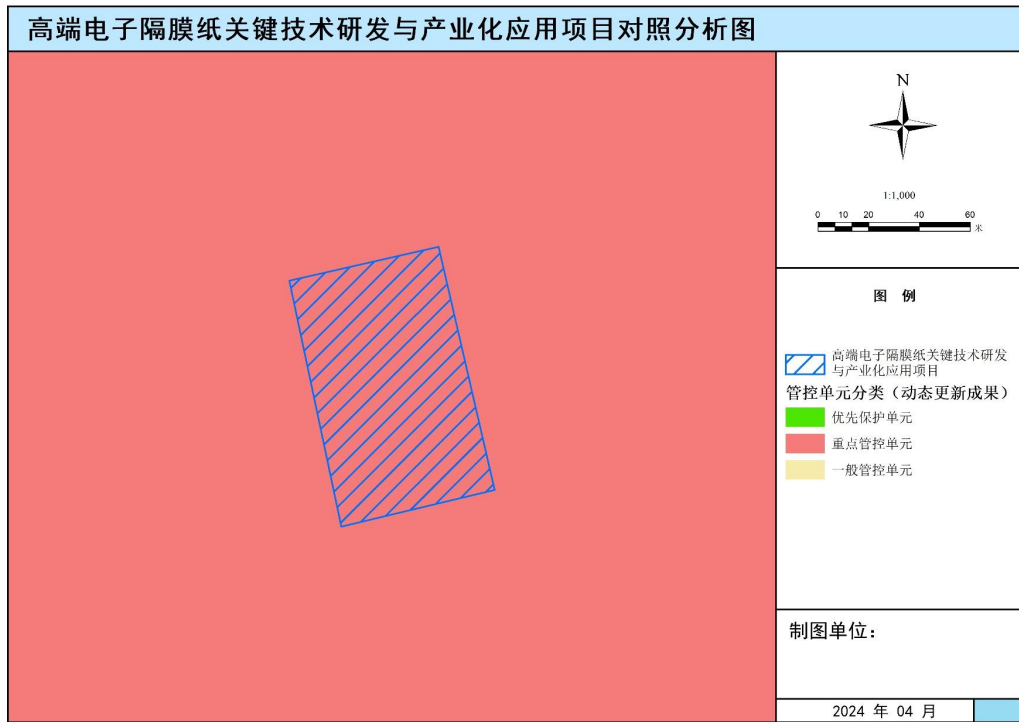 高端电子隔膜纸关键技术研发与产业化应用项目对照分析图
N
1:1,000
0 10 20 40 60
米
图 例
高端电子隔膜纸关键技术研发
与产业化应用项目
管控单元分类（动态更新成果）
优先保护单元
重点管控单元
一般管控单元
制图单位：
2024 年 04 月